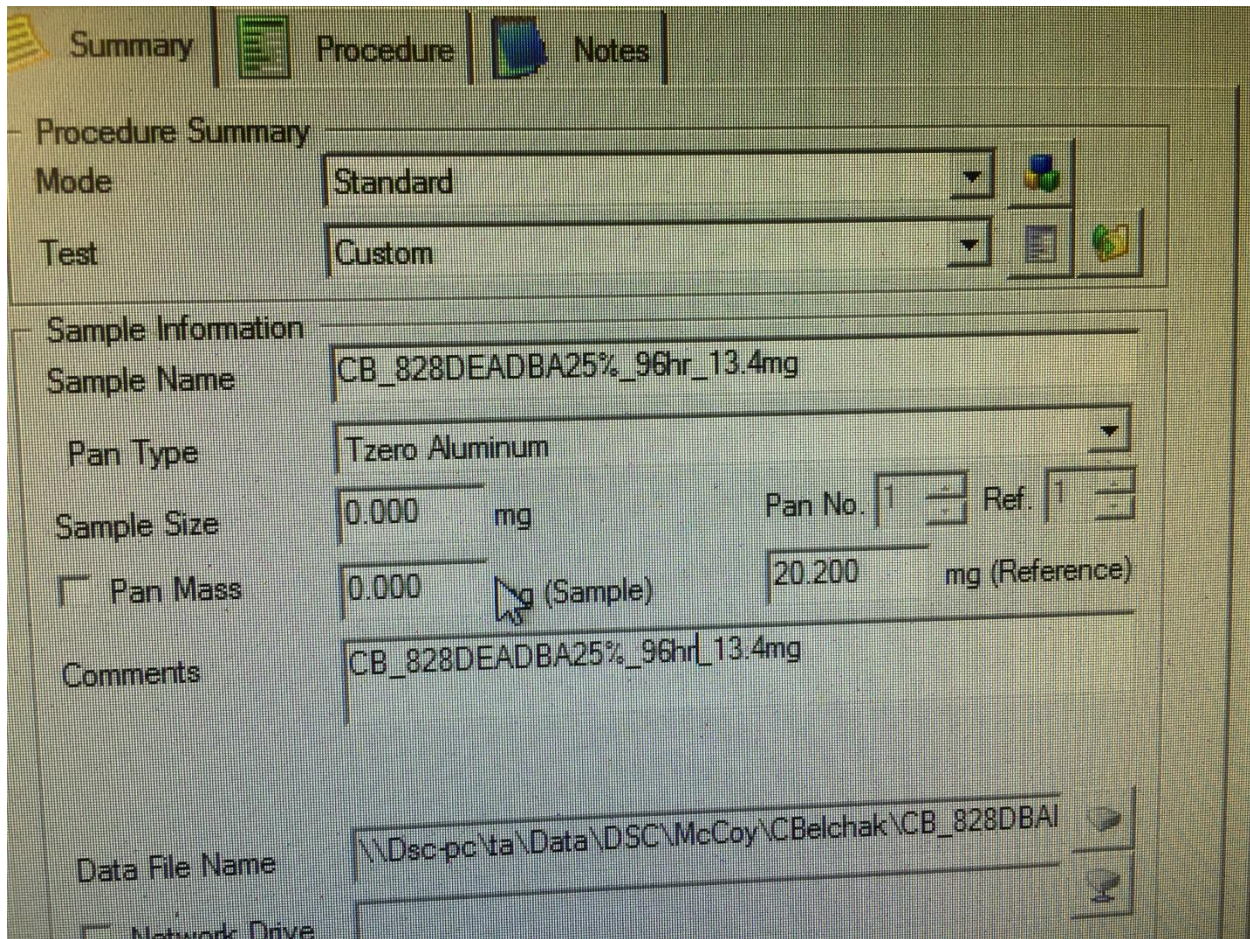 Summary Procedure Notes
Procedure Summary
Mode Standard
Test Custom
Sample Information
Sample Name CB_828DEADBA25%_96hr_13.4mg
Pan Type Tzero Aluminum
Sample Size 0.000 mg Pan No. 1 Ref. 1
Pan Mass 0.000 g (Sample) 20.200 mg (Reference)
Comments CB_828DEADBA25%_96hr_13.4mg
Data File Name \\Dsc-pc\ta\Data\DSC\McCoy\CBelchak\CB_828DBAI
Network Drive